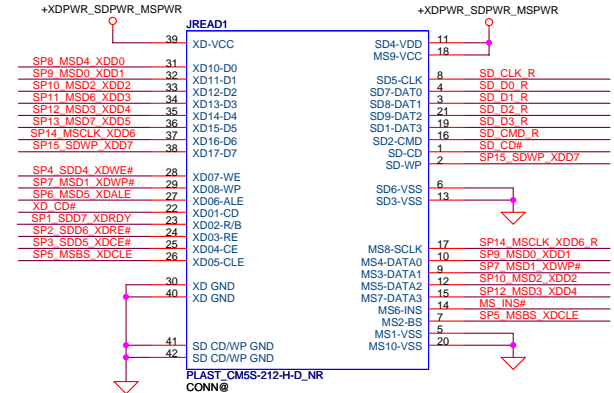 +XDPWR_SDPWR_MSPWR
+XDPWR_SDPWR_MSPWR
JREAD1
39 XD-VCC
SD4-VDD 11
MS9-VCC 18
SP8_MSD4_XDD0 31 XD10-D0
SP9_MSD0_XDD1 32 XD11-D1
SP10_MSD2_XDD2 33 XD12-D2
SP11_MSD6_XDD3 34 XD13-D3
SP12_MSD3_XDD4 35 XD14-D4
SP13_MSD7_XDD5 36 XD15-D5
SP14_MSCLK_XDD6 37 XD16-D6
SP15_SDWP_XDD7 38 XD17-D7
SD5-CLK 8 SD_CLK_R
SD7-DAT0 4 SD_D0_R
SD8-DAT1 3 SD_D1_R
SD9-DAT2 21 SD_D2_R
SD1-DAT3 19 SD_D3_R
SD2-CMD 16 SD_CMD_R
SD-CD 1 SD_CD#
SD-WP 2 SP15_SDWP_XDD7
SP4_SDD4_XDWE# 28 XD07-WE
SP7_MSD1_XDWP# 29 XD08-WP
SP6_MSD5_XDALE 27 XD06-ALE
XD_CD# 22 XD01-CD
SP1_SDD7_XDRDY 23 XD02-R/B
SP2_SDD6_XDRE# 24 XD03-RE
SP3_SDD5_XDCE# 25 XD04-CE
SP5_MSBS_XDCLE 26 XD05-CLE
SD6-VSS 6
SD3-VSS 13
MS8-SCLK 17 SP14_MSCLK_XDD6_R
MS4-DATA0 10 SP9_MSD0_XDD1
MS3-DATA1 9 SP7_MSD1_XDWP#
MS5-DATA2 12 SP10_MSD2_XDD2
MS7-DATA3 15 SP12_MSD3_XDD4
MS6-INS 14 MS_INS#
MS2-BS 7 SP5_MSBS_XDCLE
MS1-VSS 5
MS10-VSS 20
30 XD GND
40 XD GND
41 SD CD/WP GND
42 SD CD/WP GND
PLAST_CM5S-212-H-D_NR
CONN@